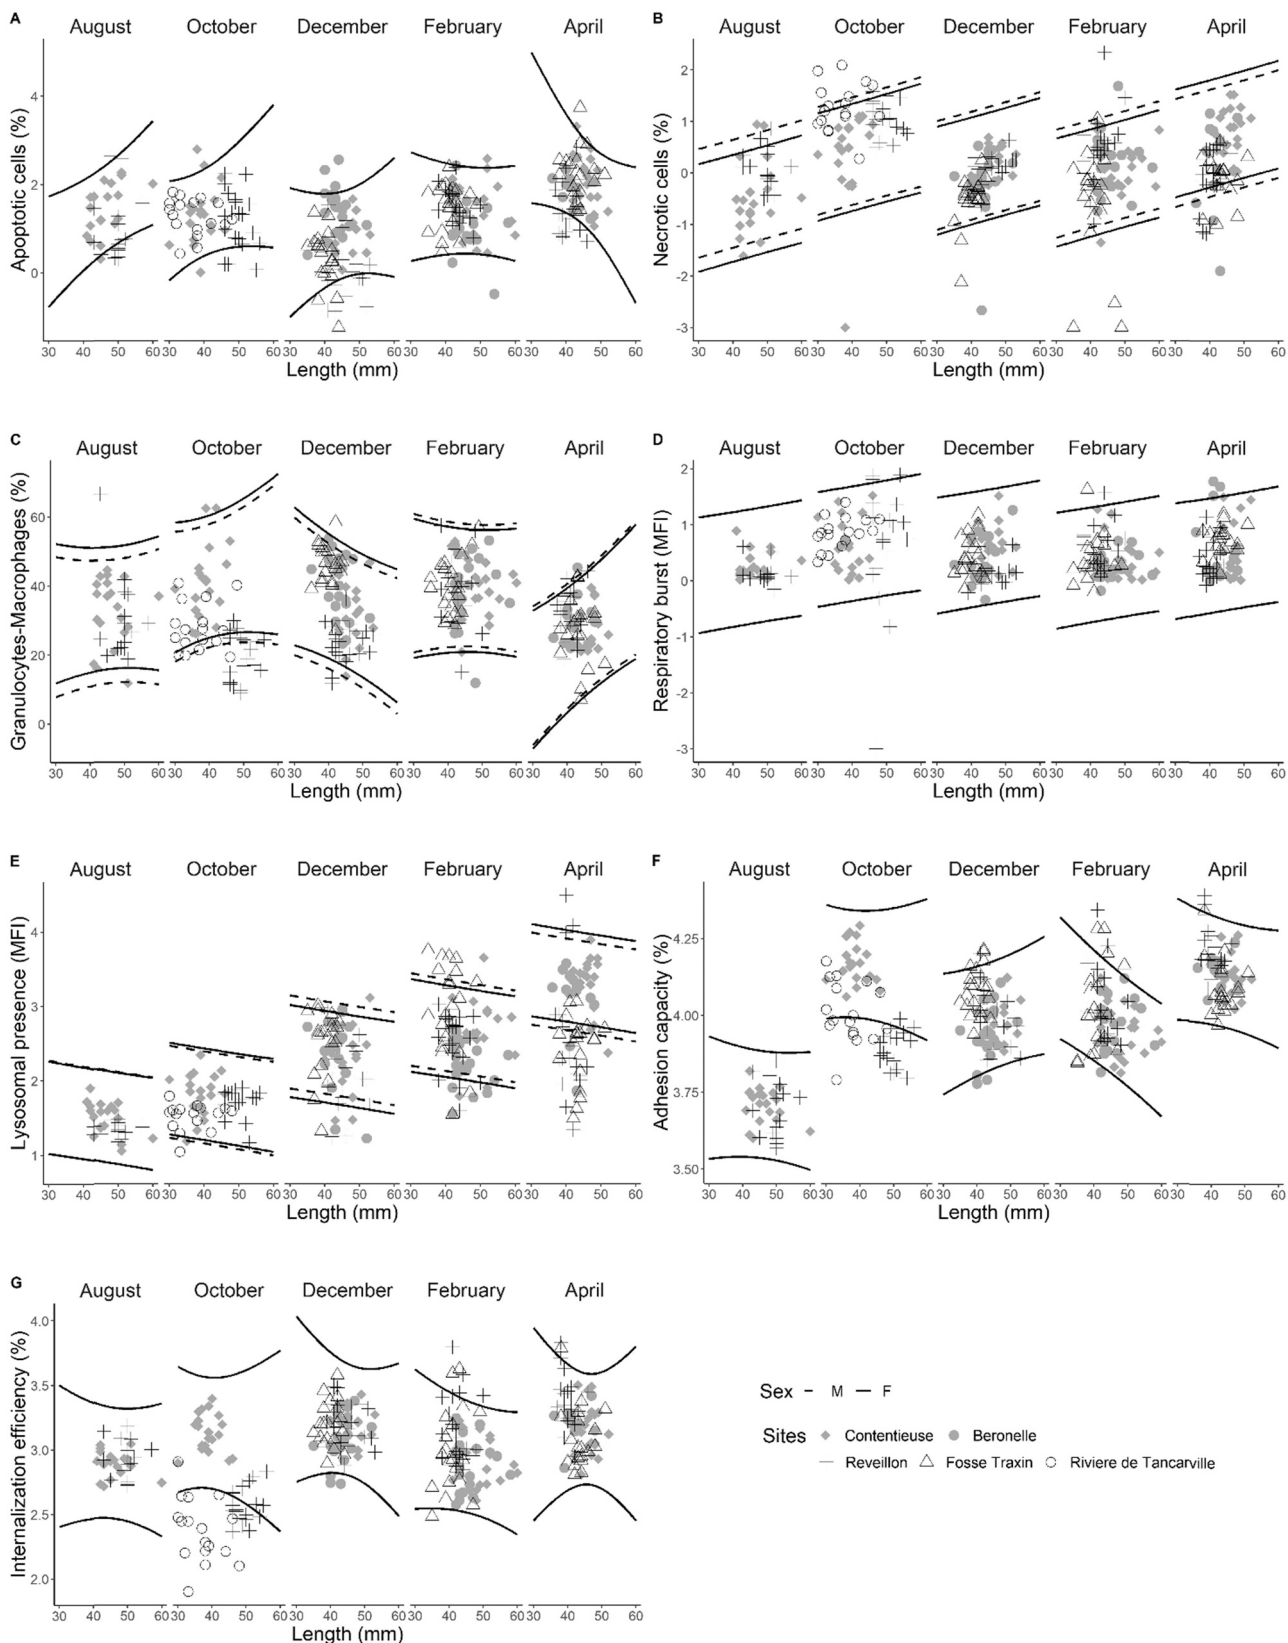 A
August October December February April
Apoptotic cells (%)
4
2
0
30 40 50 60 30 40 50 60 30 40 50 60 30 40 50 60 30 40 50 60
Length (mm)
B
August October December February April
Necrotic cells (%)
2
1
0
-1
-2
-3
30 40 50 60 30 40 50 60 30 40 50 60 30 40 50 60 30 40 50 60
Length (mm)
C
August October December February April
Granulocytes-Macrophages (%)
60
40
20
0
30 40 50 60 30 40 50 60 30 40 50 60 30 40 50 60 30 40 50 60
Length (mm)
D
August October December February April
Respiratory burst (MFI)
2
1
0
-1
-2
-3
30 40 50 60 30 40 50 60 30 40 50 60 30 40 50 60 30 40 50 60
Length (mm)
E
August October December February April
Lysosomal presence (MFI)
4
3
2
1
30 40 50 60 30 40 50 60 30 40 50 60 30 40 50 60 30 40 50 60
Length (mm)
F
August October December February April
Adhesion capacity (%)
4.25
4.00
3.75
3.50
30 40 50 60 30 40 50 60 30 40 50 60 30 40 50 60 30 40 50 60
Length (mm)
G
August October December February April
Internalization efficiency (%)
4.0
3.5
3.0
2.5
2.0
30 40 50 60 30 40 50 60 30 40 50 60 30 40 50 60 30 40 50 60
Length (mm)
Sex M F
Sites Contentieuse Beronelle
Reveillon Fosse Traxin Riviere de Tancarville